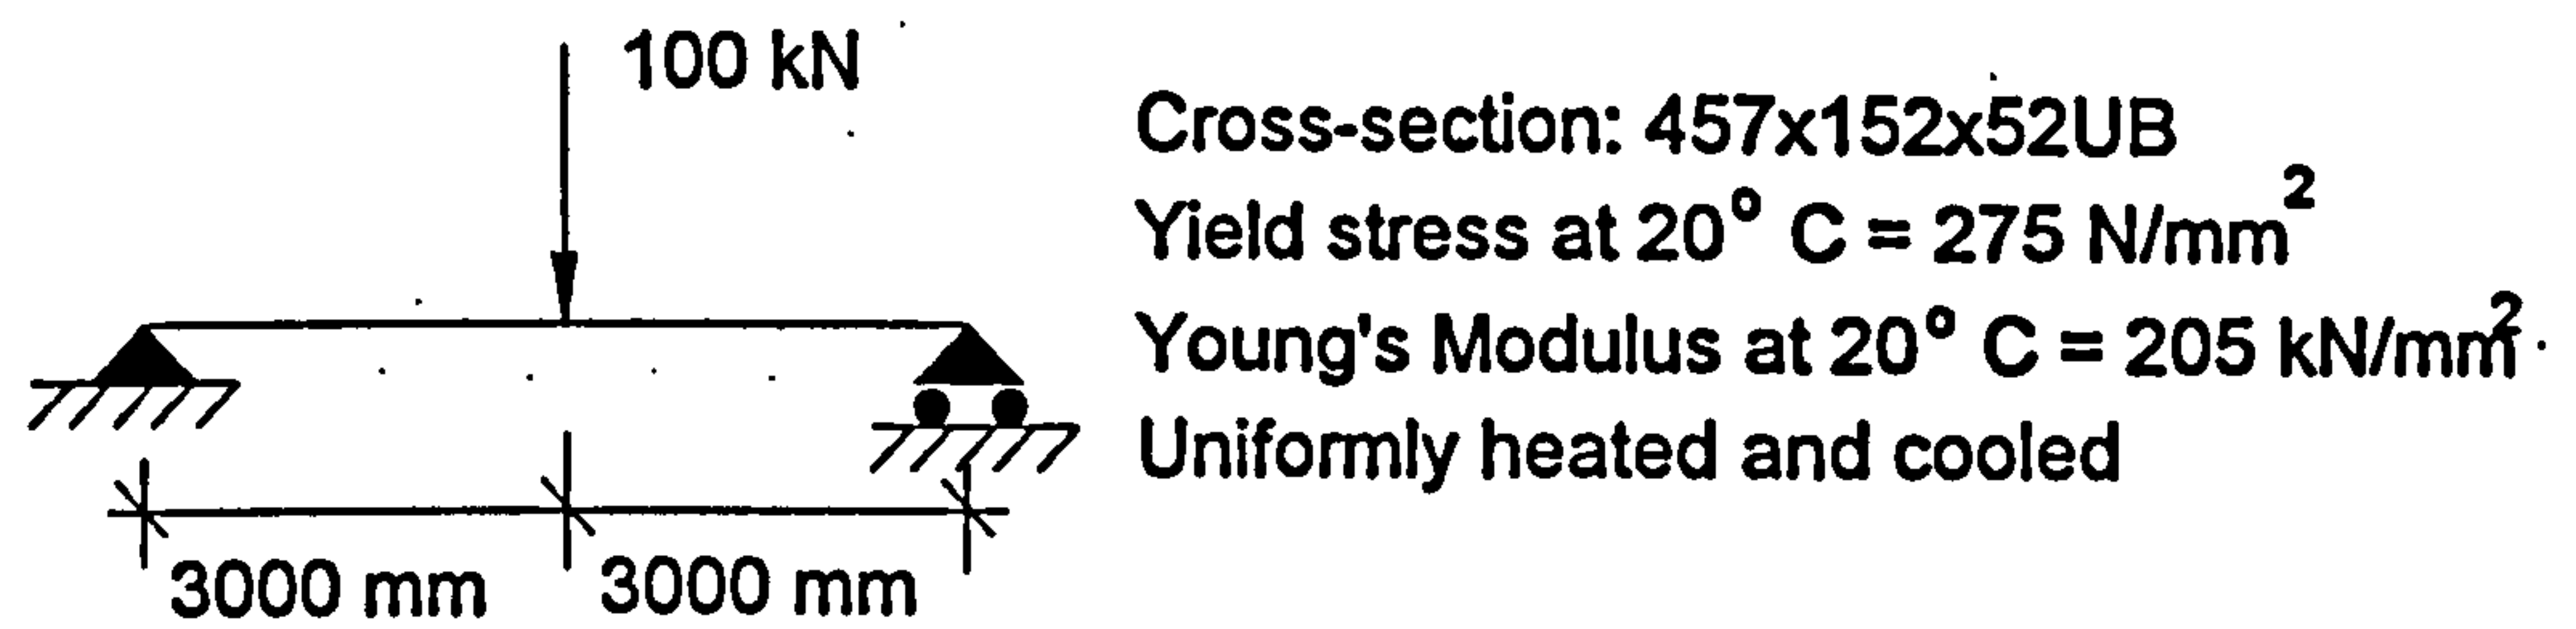 100 kN
Cross-section: 457x152x52UB
Yield stress at 20° C = 275 N/mm²
Young's Modulus at 20° C = 205 kN/mm²
Uniformly heated and cooled
3000 mm 3000 mm